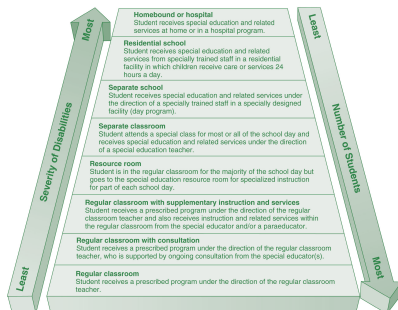 Homebound or hospital
Student receives special education and related
services at home or in a hospital program.
Residential school
Student receives special education and related
services from specially trained staff in a residential
facility in which children receive care or services 24
hours a day.
Separate school
Student receives special education and related services under
the direction of a specially trained staff in a specially designed
facility (day program).
Separate classroom
Student attends a special class for most or all of the school day and
receives special education and related services under the direction
of a special education teacher.
Resource room
Student is in the regular classroom for the majority of the school day but
goes to the special education resource room for specialized instruction
for part of each school day.
Regular classroom with supplementary instruction and services
Student receives a prescribed program under the direction of the regular
classroom teacher and also receives instruction and related services within
the regular classroom from the special educator and/or a paraeducator.
Regular classroom with consultation
Student receives a prescribed program under the direction of the regular classroom
teacher, who is supported by ongoing consultation from the special educator(s).
Regular classroom
Student receives a prescribed program under the direction of the regular classroom
teacher.
Most
Severity of Disabilities
Least
Least
Number of Students
Most